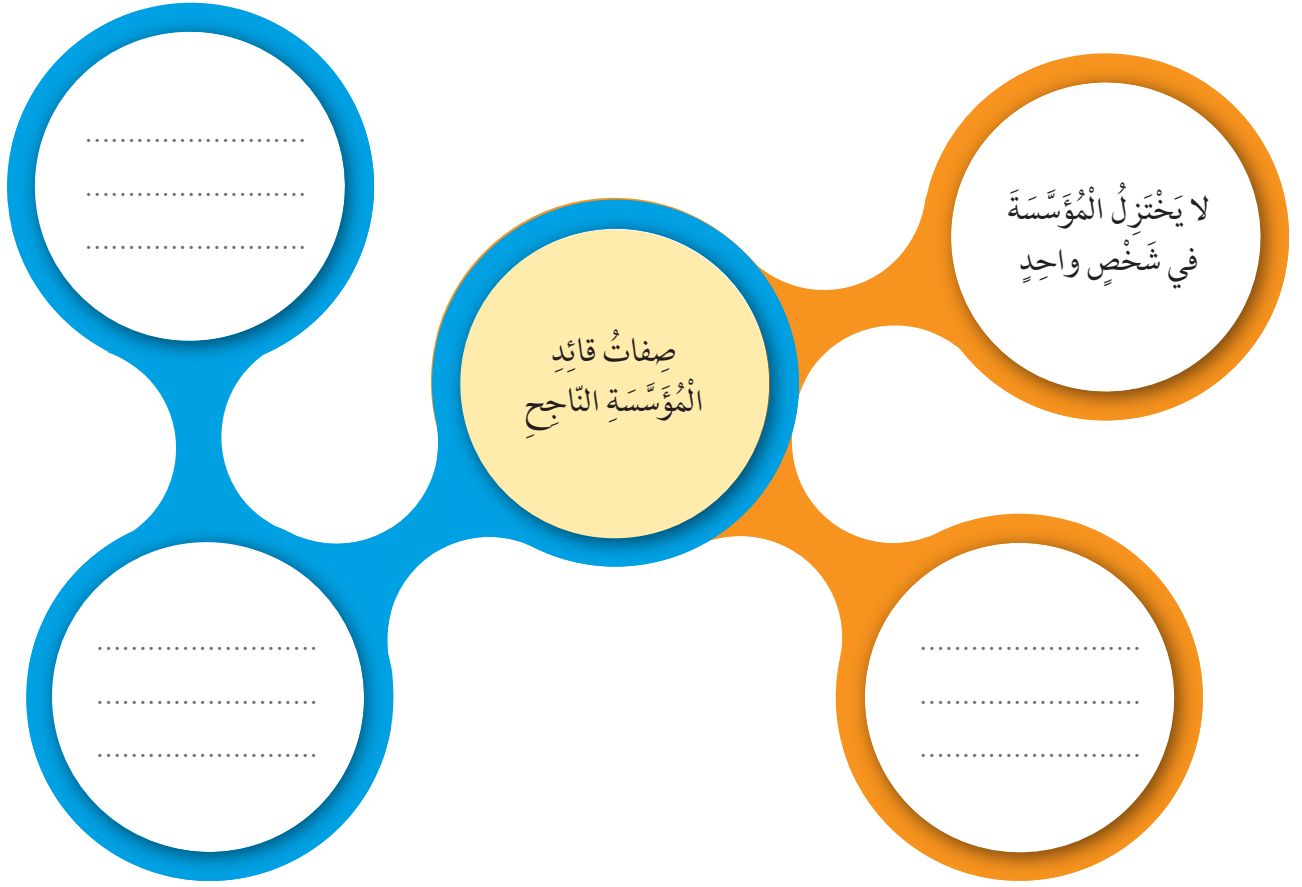 لا يَخْتَزِلُ الْمُؤَسَّسَةَ
في شَخْصٍ واحِدٍ
صِفاتُ قائِدِ
الْمُؤَسَّسَةِ النّاجِحِ